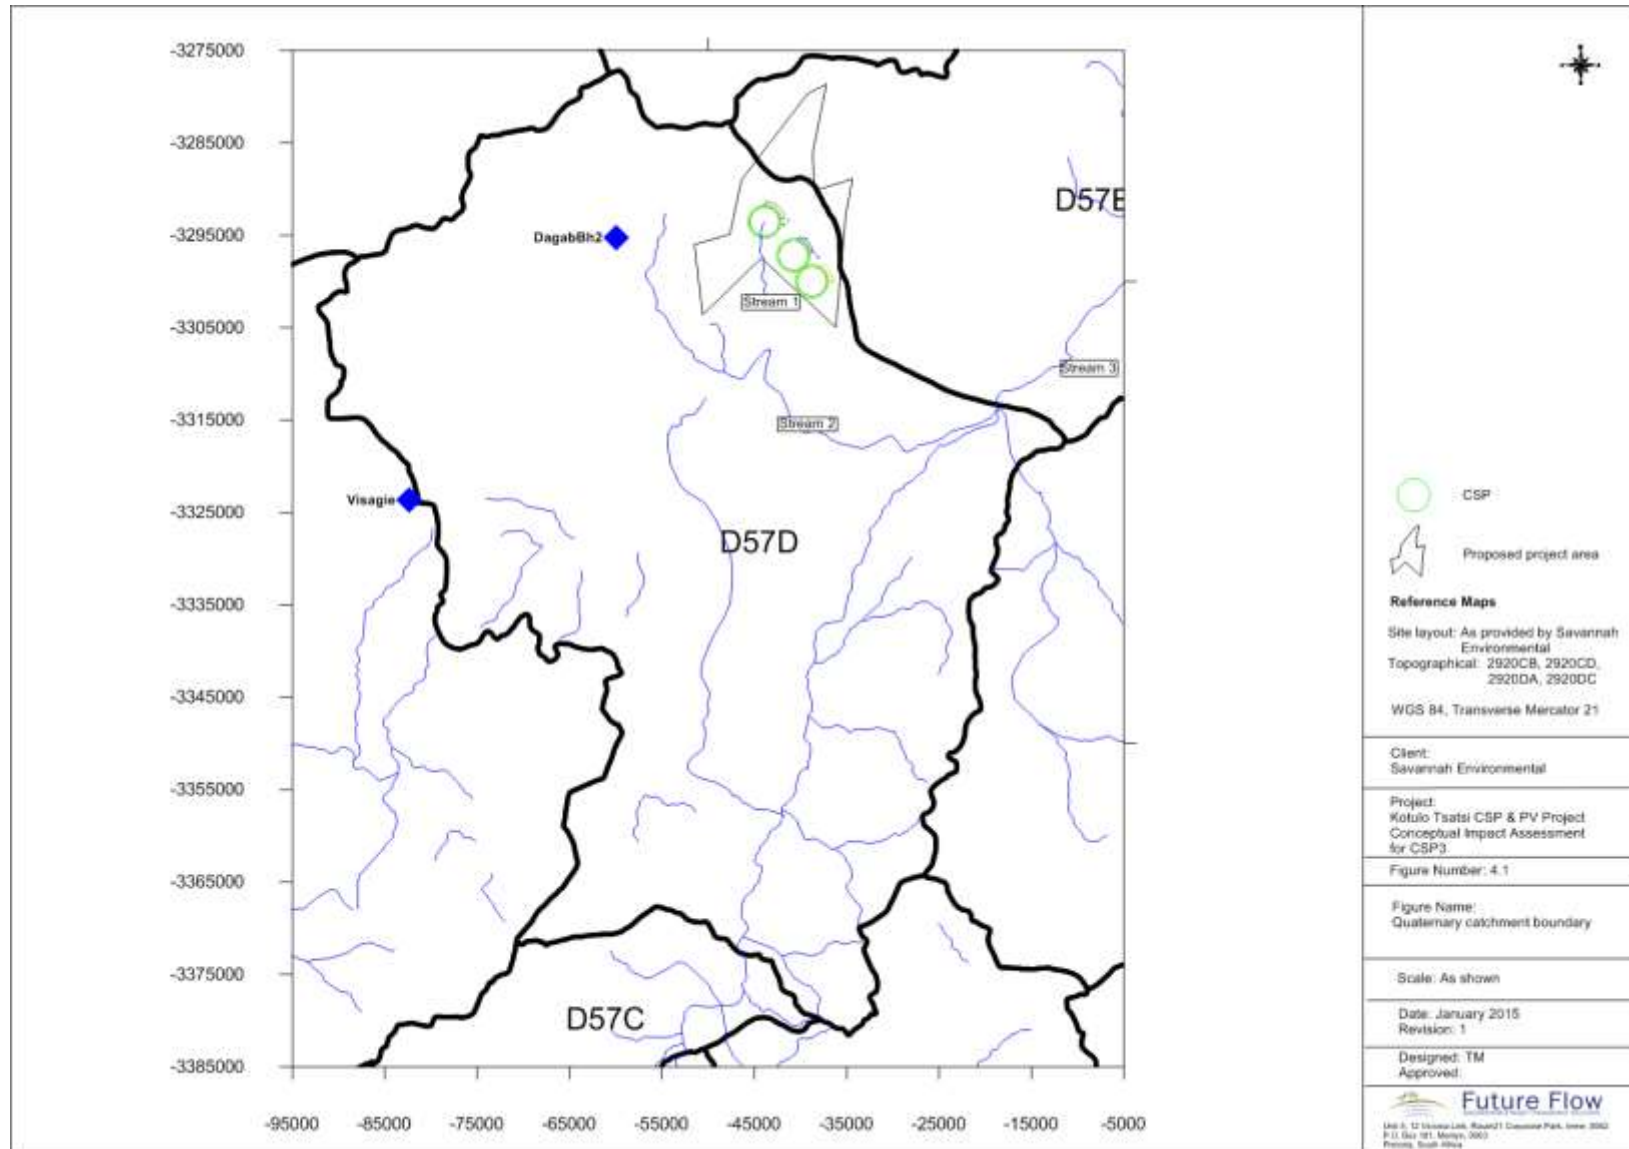 -3275000
-3285000
-3295000
-3305000
-3315000
-3325000
-3335000
-3345000
-3355000
-3365000
-3375000
-3385000
-95000
-85000
-75000
-65000
-55000
-45000
-35000
-25000
-15000
-5000
D57E
DagabBh2
Stream 1
Stream 3
Stream 2
Visagie
D57D
D57C
CSP
Proposed project area
Reference Maps
Site layout: As provided by Savannah
Environmental
Topographical: 2920CB, 2920CD,
2920DA, 2920DC
WGS 84, Transverse Mercator 21
Client:
Savannah Environmental
Project:
Kotulo Tsatsi CSP & PV Project
Conceptual Impact Assessment
for CSP3
Figure Number: 4.1
Figure Name:
Quaternary catchment boundary
Scale: As shown
Date: January 2015
Revision: 1
Designed: TM
Approved:
Future Flow